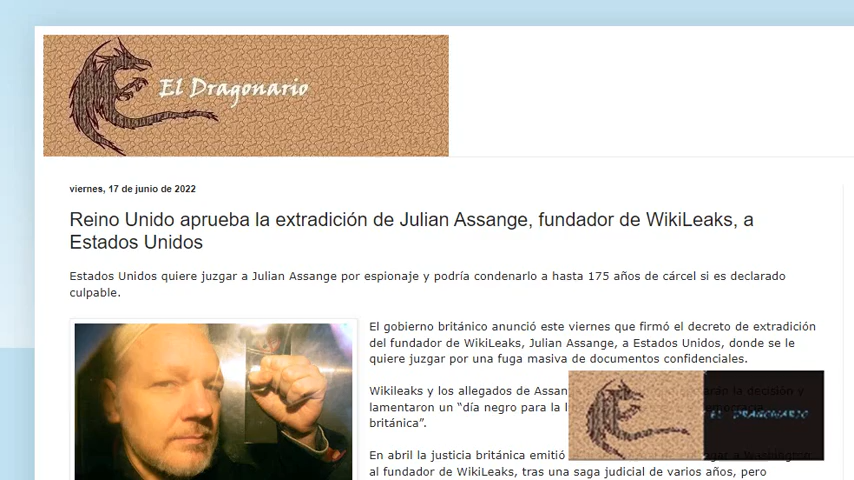 El Dragonario
viernes, 17 de junio de 2022
Reino Unido aprueba la extradición de Julian Assange, fundador de WikiLeaks, a
Estados Unidos
Estados Unidos quiere juzgar a Julian Assange por espionaje y podría condenarlo a hasta 175 años de cárcel si es declarado
culpable.
El gobierno británico anunció este viernes que firmó el decreto de extradición
del fundador de WikiLeaks, Julian Assange, a Estados Unidos, donde se le
quiere juzgar por una fuga masiva de documentos confidenciales.
Wikileaks y los allegados de Assan la decisión y
lamentaron un “día negro para la l
británica”.
EL DRAGONARIO
En abril la justicia británica emitió a Washington
al fundador de WikiLeaks, tras una saga judicial de varios años, pero